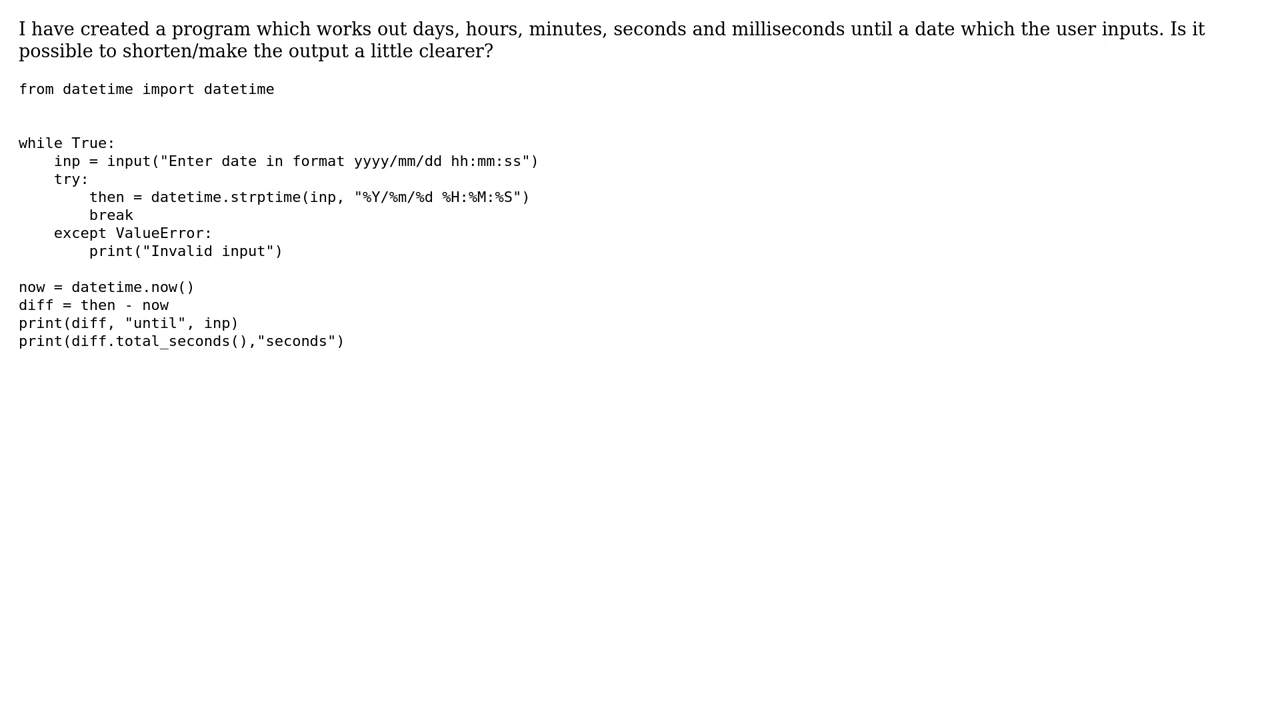 I have created a program which works out days, hours, minutes, seconds and milliseconds until a date which the user inputs. Is it
possible to shorten/make the output a little clearer?
from datetime import datetime
while True:
    inp = input("Enter date in format yyyy/mm/dd hh:mm:ss")
    try:
        then = datetime.strptime(inp, "%Y/%m/%d %H:%M:%S")
        break
    except ValueError:
        print("Invalid input")
now = datetime.now()
diff = then - now
print(diff, "until", inp)
print(diff.total_seconds(),"seconds")